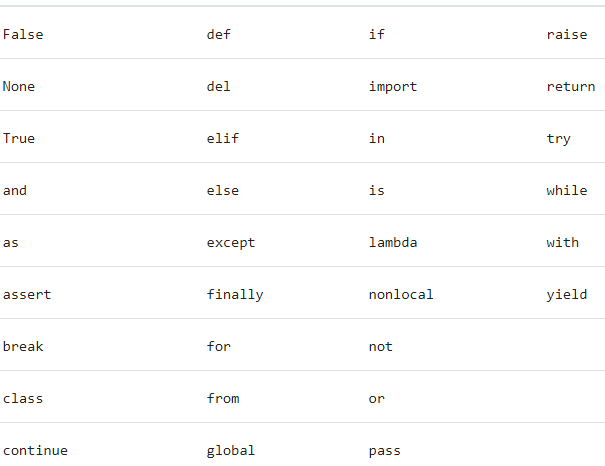 False def if raise
None del import return
True elif in try
and else is while
as except lambda with
assert finally nonlocal yield
break for not
class from or
continue global pass